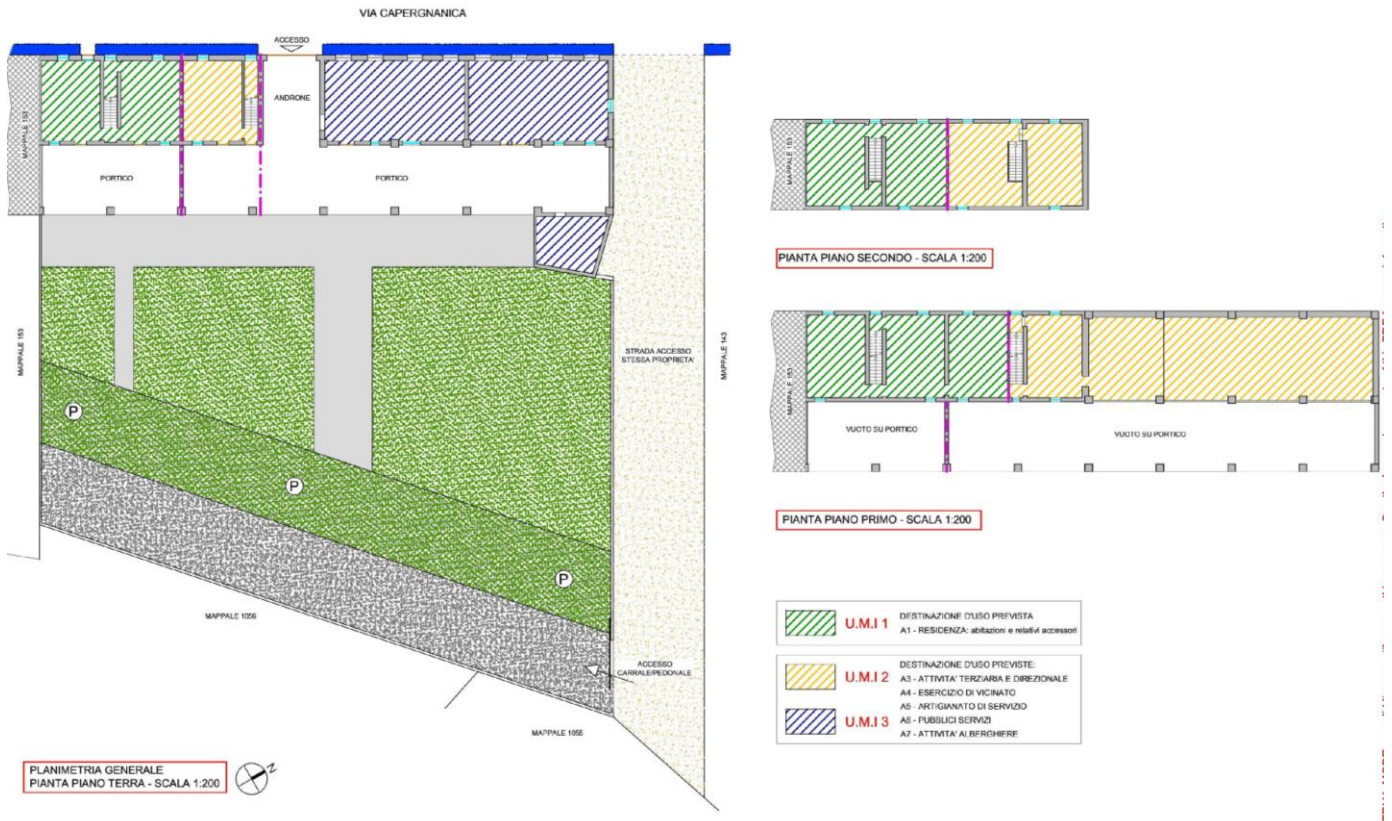 VIA CAPERGNANICA
ACCESSO
ANDRONE
MAPPALE 153
PORTICO
PORTICO
MAPPALE 153
STRADA ACCESSO
STESSA PROPRIETA'
MAPPALE 143
P
P
P
MAPPALE 1056
ACCESSO
CARRALE/PEDONALE
MAPPALE 1055
PLANIMETRIA GENERALE
PIANTA PIANO TERRA - SCALA 1:200
N
MAPPALE 153
PIANTA PIANO SECONDO - SCALA 1:200
MAPPALE 153
VUOTO SU PORTICO
VUOTO SU PORTICO
PIANTA PIANO PRIMO - SCALA 1:200
U.M.I 1
DESTINAZIONE D'USO PREVISTA
A1 - RESIDENZA: abitazioni e relativi accessori
U.M.I 2
DESTINAZIONE D'USO PREVISTE:
A3 - ATTIVITA' TERZIARIA E DIREZIONALE
A4 - ESERCIZIO DI VICINATO
A5 - ARTIGIANATO DI SERVIZIO
U.M.I 3
A6 - PUBBLICI SERVIZI
A7 - ATTIVITA' ALBERGHIERE